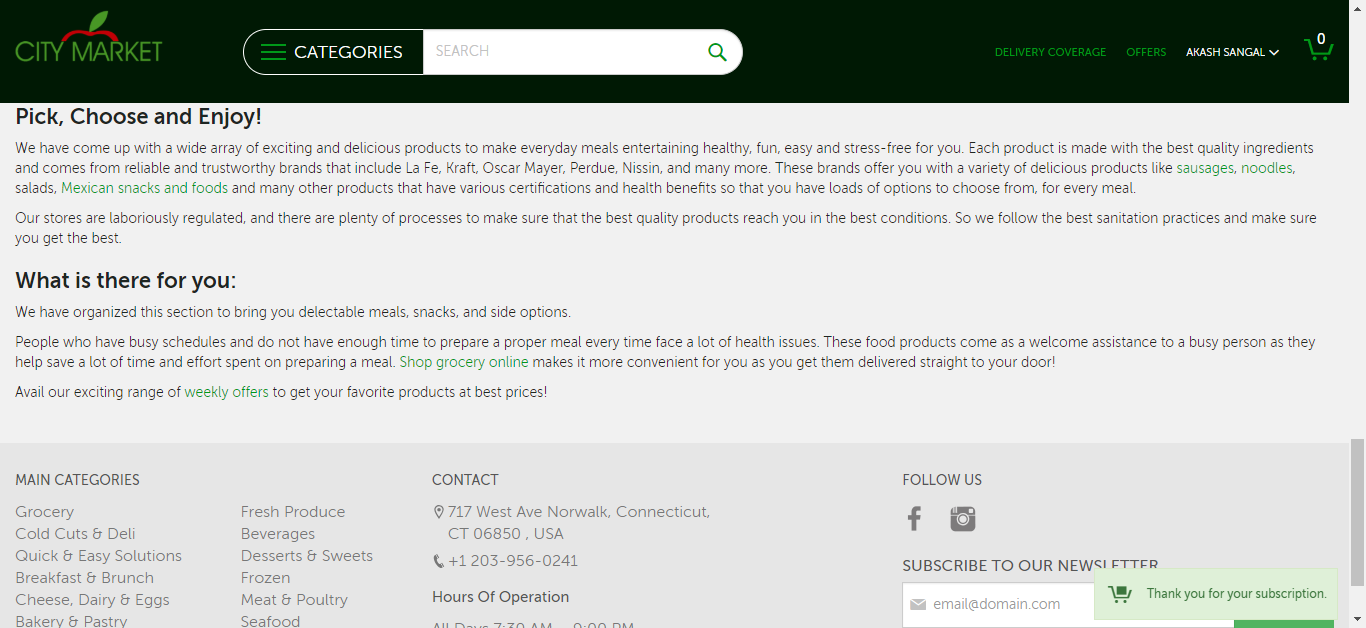 CITY MARKET
CATEGORIES
SEARCH
DELIVERY COVERAGE
OFFERS
AKASH SANGAL
0
Pick, Choose and Enjoy!
We have come up with a wide array of exciting and delicious products to make everyday meals entertaining healthy, fun, easy and stress-free for you. Each product is made with the best quality ingredients
and comes from reliable and trustworthy brands that include La Fe, Kraft, Oscar Mayer, Perdue, Nissin, and many more. These brands offer you with a variety of delicious products like sausages, noodles,
salads, Mexican snacks and foods and many other products that have various certifications and health benefits so that you have loads of options to choose from, for every meal.
Our stores are laboriously regulated, and there are plenty of processes to make sure that the best quality products reach you in the best conditions. So we follow the best sanitation practices and make sure
you get the best.
What is there for you:
We have organized this section to bring you delectable meals, snacks, and side options.
People who have busy schedules and do not have enough time to prepare a proper meal every time face a lot of health issues. These food products come as a welcome assistance to a busy person as they
help save a lot of time and effort spent on preparing a meal. Shop grocery online makes it more convenient for you as you get them delivered straight to your door!
Avail our exciting range of weekly offers to get your favorite products at best prices!
MAIN CATEGORIES
Grocery
Cold Cuts & Deli
Quick & Easy Solutions
Breakfast & Brunch
Cheese, Dairy & Eggs
Bakery & Pastry
Fresh Produce
Beverages
Desserts & Sweets
Frozen
Meat & Poultry
Seafood
CONTACT
717 West Ave Norwalk, Connecticut,
CT 06850 , USA
+1 203-956-0241
Hours Of Operation
All Days 7:30 AM - 9:00 PM
FOLLOW US
SUBSCRIBE TO OUR NEWSLETTER
email@domain.com
Thank you for your subscription.